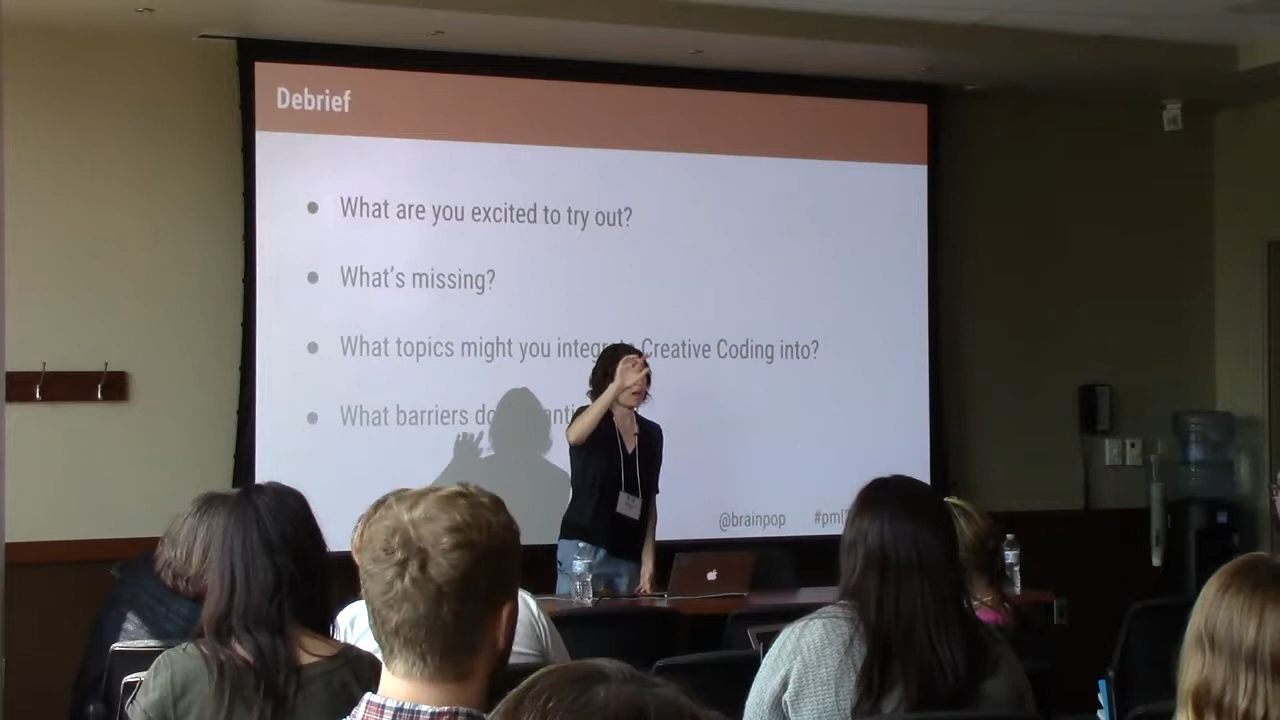 Debrief
What are you excited to try out?
What's missing?
What topics might you Creative Coding into?
What barriers do
@brainpop